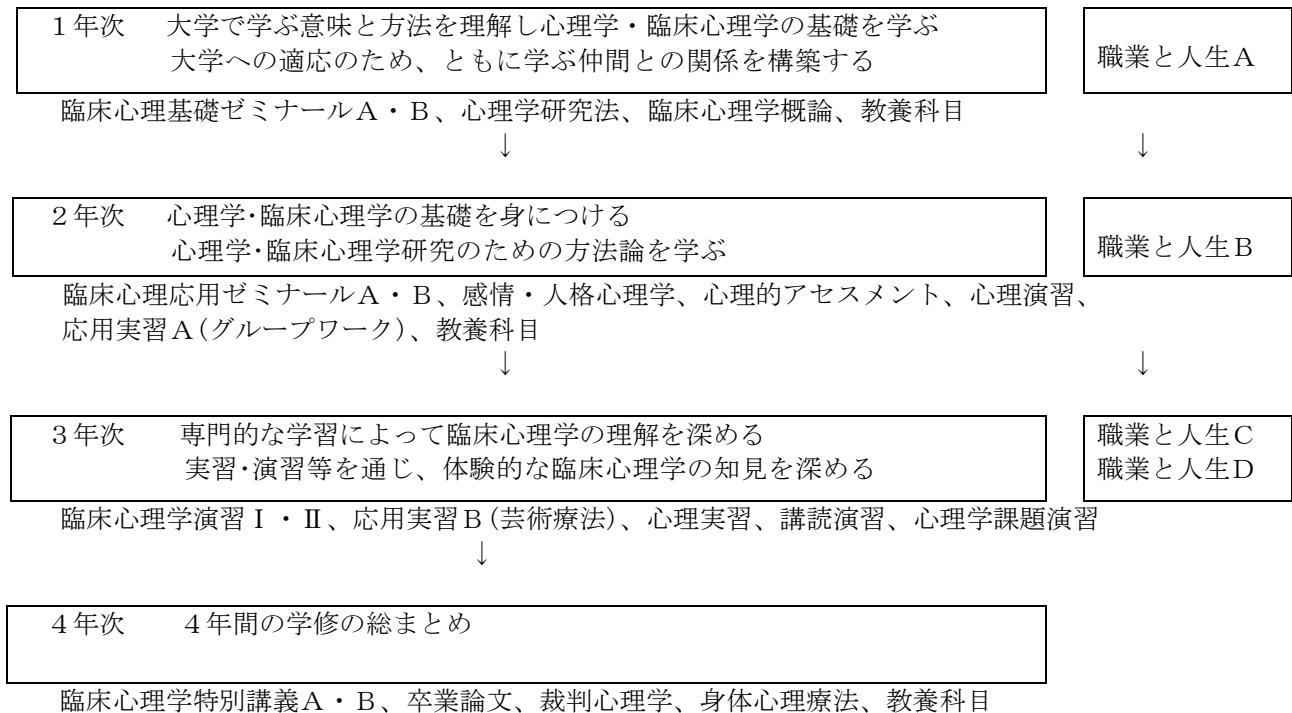 １年次　　大学で学ぶ意味と方法を理解し心理学・臨床心理学の基礎を学ぶ
大学への適応のため、ともに学ぶ仲間との関係を構築する
職業と人生Ａ
臨床心理基礎ゼミナールＡ・Ｂ、心理学研究法、臨床心理学概論、教養科目
↓
↓
２年次　　心理学･臨床心理学の基礎を身につける
心理学･臨床心理学研究のための方法論を学ぶ
職業と人生Ｂ
臨床心理応用ゼミナールＡ・Ｂ、感情・人格心理学、心理的アセスメント、心理演習、
応用実習Ａ(グループワーク)、教養科目
↓
↓
３年次　　専門的な学習によって臨床心理学の理解を深める
実習･演習等を通じ、体験的な臨床心理学の知見を深める
職業と人生Ｃ
職業と人生Ｄ
臨床心理学演習Ⅰ・Ⅱ、応用実習Ｂ(芸術療法)、心理実習、講読演習、心理学課題演習
↓
４年次　　４年間の学修の総まとめ
臨床心理学特別講義Ａ・Ｂ、卒業論文、裁判心理学、身体心理療法、教養科目